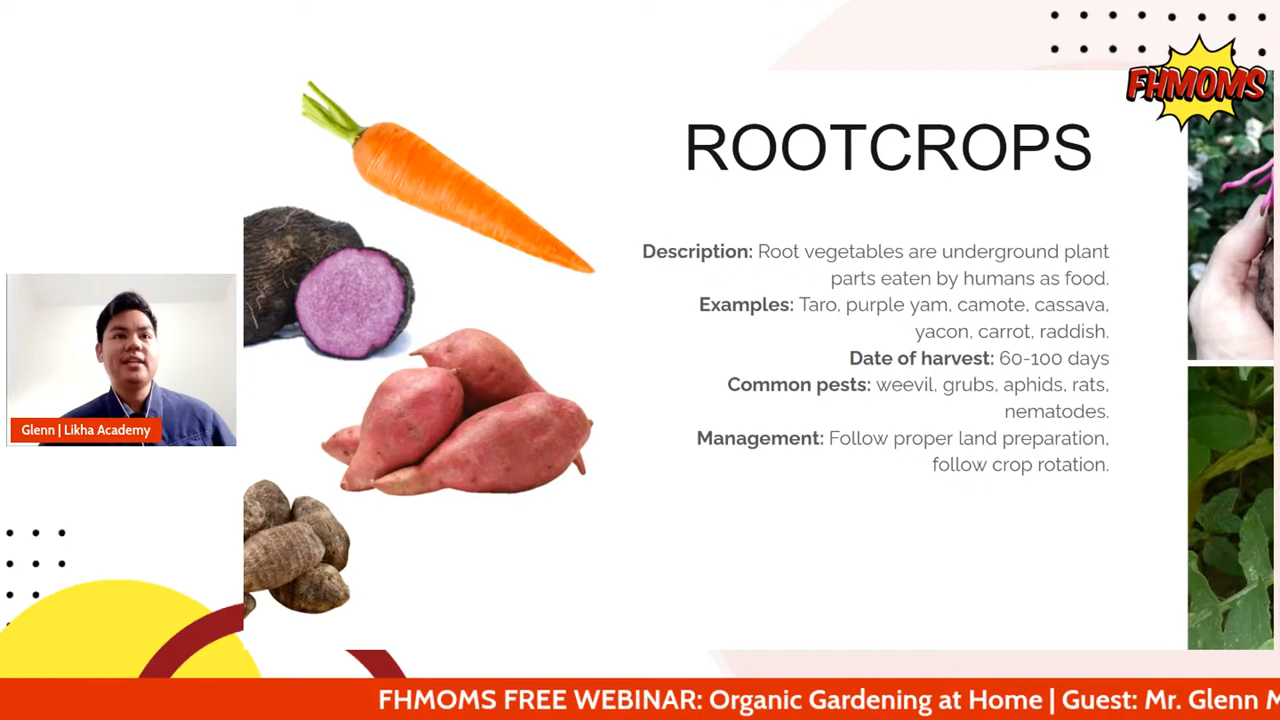 FHMOMS
ROOTCROPS
Description: Root vegetables are underground plant
parts eaten by humans as food.
Examples: Taro, purple yam, camote, cassava,
yacon, carrot, raddish.
Date of harvest: 60-100 days
Common pests: weevil, grubs, aphids, rats,
nematodes.
Management: Follow proper land preparation,
follow crop rotation.
Glenn | Likha Academy
FHMOMS FREE WEBINAR: Organic Gardening at Home | Guest: Mr. Glenn M